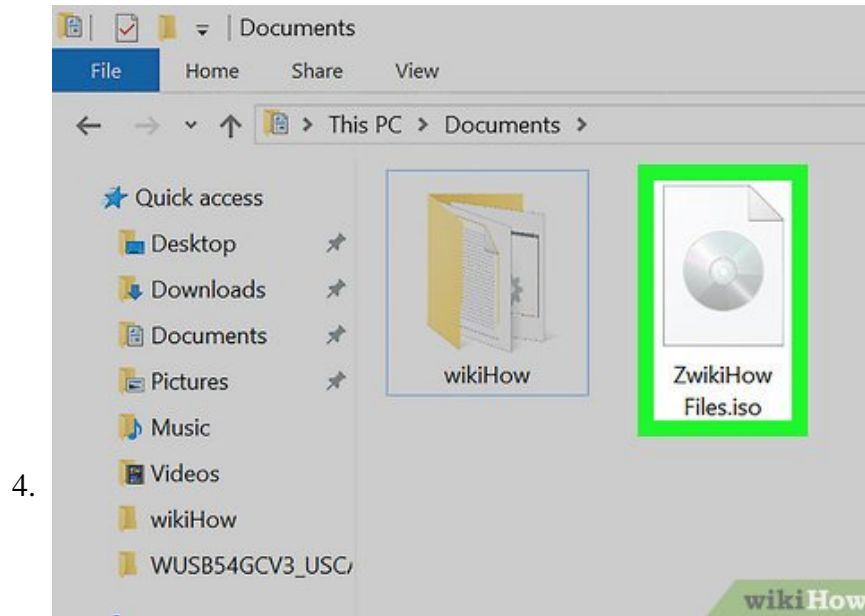 Documents
File Home Share View
This PC > Documents >
Quick access
Desktop
Downloads
Documents
Pictures
Music
Videos
wikiHow
WUSB54GCV3_USCA
wikiHow
ZwikiHow
Files.iso
4.
wikiHow